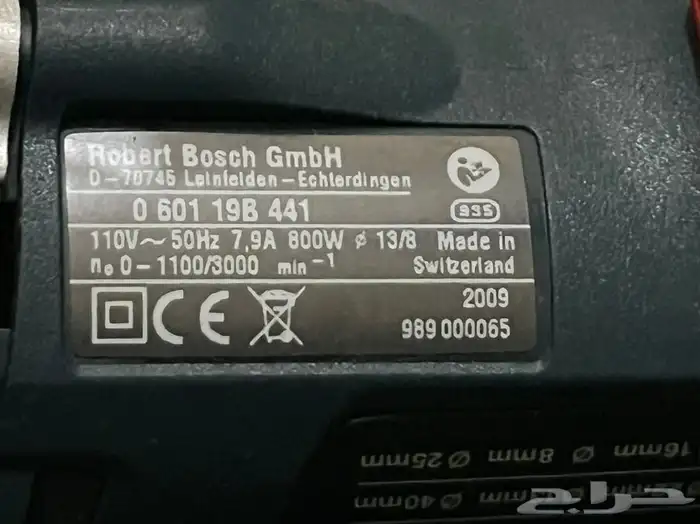 Robert Bosch GmbH
D-70745 Leinfelden-Echterdingen
0 601 19B 441
935
110V~50Hz 7,9A 800W ø 13/8 Made in
n₀ 0-1100/3000 min⁻¹ Switzerland
CE
2009
989 000065
16mm Ø 8mm
Ø 25mm
Ø 40mm
حراج